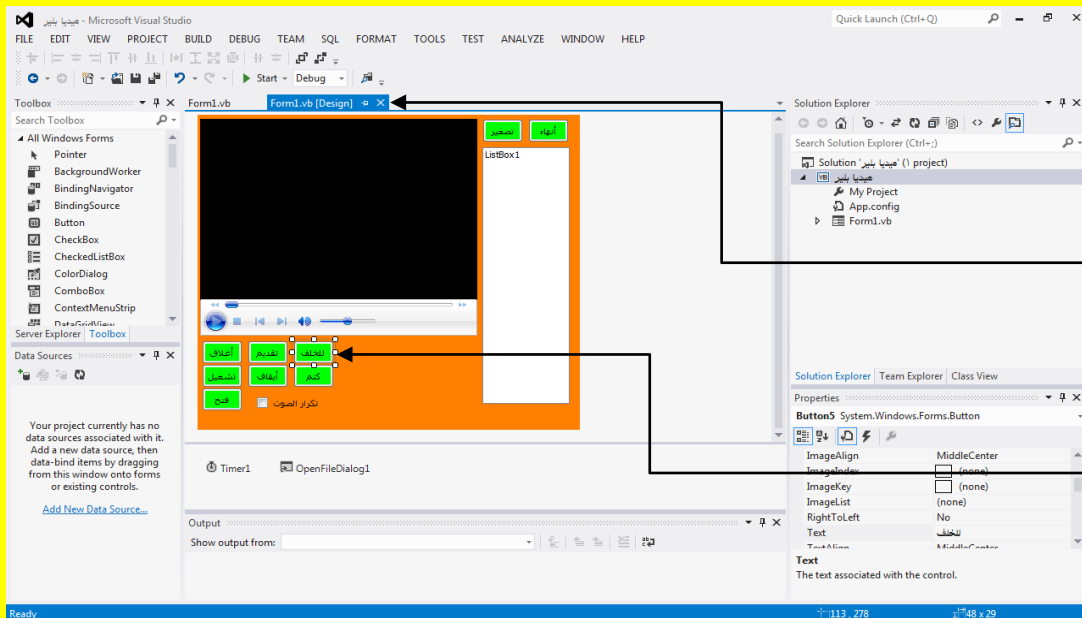 ميديا بلير - Microsoft Visual Studio
Quick Launch (Ctrl+Q)
FILE EDIT VIEW PROJECT BUILD DEBUG TEAM SQL FORMAT TOOLS TEST ANALYZE WINDOW HELP
Start Debug
Toolbox
Search Toolbox
All Windows Forms
Pointer
BackgroundWorker
BindingNavigator
BindingSource
Button
CheckBox
CheckedListBox
ColorDialog
ComboBox
ContextMenuStrip
DataGridView
Server Explorer Toolbox
Data Sources
Your project currently has no
data sources associated with it.
Add a new data source, then
data-bind items by dragging
from this window onto forms
or existing controls.
Add New Data Source...
Form1.vb Form1.vb [Design]
تصغير أنهاء
ListBox1
أغلاق تقديم للخلف
تشغيل أيقاف كتم
فتح تكرار الصوت
Timer1 OpenFileDialog1
Output
Show output from:
Solution Explorer
Search Solution Explorer (Ctrl+;)
Solution 'ميديا بلير' (١ project)
ميديا بلير
My Project
App.config
Form1.vb
Solution Explorer Team Explorer Class View
Properties
Button5 System.Windows.Forms.Button
ImageAlign MiddleCenter
ImageIndex (none)
ImageKey (none)
ImageList (none)
RightToLeft No
Text للخلف
TextAlign MiddleCenter
Text
The text associated with the control.
Ready 113 , 278 48 x 29